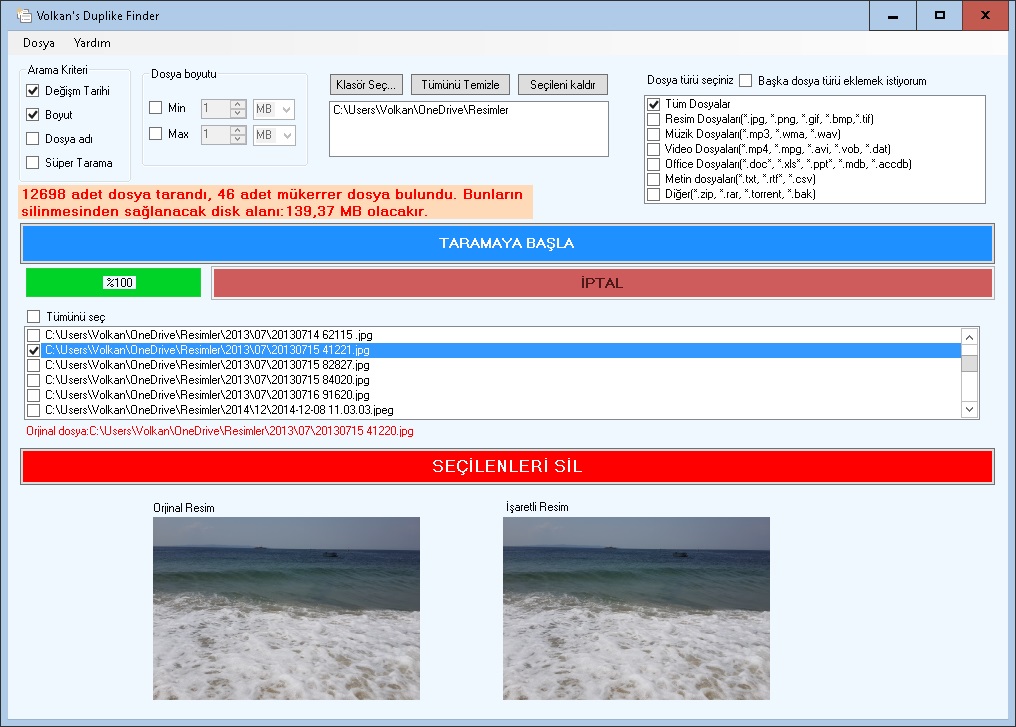 Volkan's Duplike Finder
Dosya Yardım
Arama Kriteri
Değişm Tarihi
Boyut
Dosya adı
Süper Tarama
Dosya boyutu
Min 1 MB
Max 1 MB
Klasör Seç... Tümünü Temizle Seçileni kaldır
C:\Users\Volkan\OneDrive\Resimler
Dosya türü seçiniz Başka dosya türü eklemek istiyorum
Tüm Dosyalar
Resim Dosyaları(*.jpg, *.png, *.gif, *.bmp,*.tif)
Müzik Dosyaları(*.mp3, *.wma, *.wav)
Video Dosyaları(*.mp4, *.mpg, *.avi, *.vob, *.dat)
Office Dosyaları(*.doc*, *.xls*, *.ppt*, *.mdb, *.accdb)
Metin dosyaları(*.txt, *.rtf*, *.csv)
Diğer(*.zip, *.rar, *.torrent, *.bak)
12698 adet dosya tarandı, 46 adet mükerrer dosya bulundu. Bunların
silinmesinden sağlanacak disk alanı:139,37 MB olacakır.
TARAMAYA BAŞLA
%100 İPTAL
Tümünü seç
C:\Users\Volkan\OneDrive\Resimler\2013\07\20130714 62115 .jpg
C:\Users\Volkan\OneDrive\Resimler\2013\07\20130715 41221.jpg
C:\Users\Volkan\OneDrive\Resimler\2013\07\20130715 82827.jpg
C:\Users\Volkan\OneDrive\Resimler\2013\07\20130715 84020.jpg
C:\Users\Volkan\OneDrive\Resimler\2013\07\20130716 91620.jpg
C:\Users\Volkan\OneDrive\Resimler\2014\12\2014-12-08 11.03.03.jpeg
Orjinal dosya:C:\Users\Volkan\OneDrive\Resimler\2013\07\20130715 41220.jpg
SEÇİLENLERİ SİL
Orjinal Resim İşaretli Resim